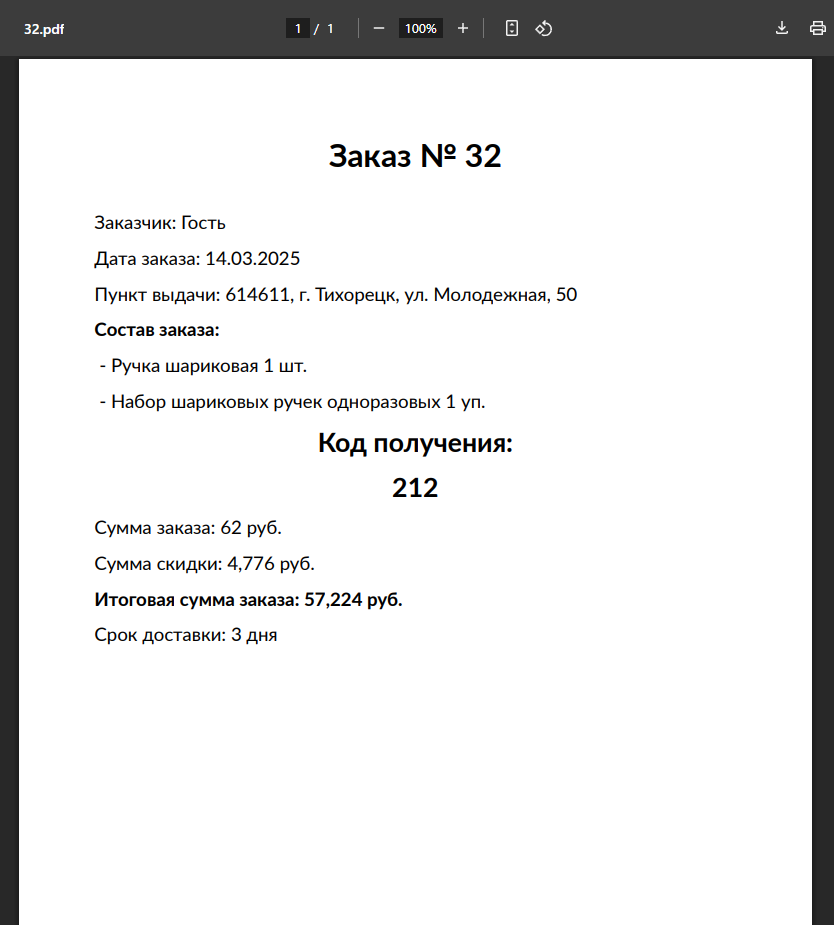 32.pdf
1 / 1
100%
Заказ № 32
Заказчик: Гость
Дата заказа: 14.03.2025
Пункт выдачи: 614611, г. Тихорецк, ул. Молодежная, 50
Состав заказа:
- Ручка шариковая 1 шт.
- Набор шариковых ручек одноразовых 1 уп.
Код получения:
212
Сумма заказа: 62 руб.
Сумма скидки: 4,776 руб.
Итоговая сумма заказа: 57,224 руб.
Срок доставки: 3 дня